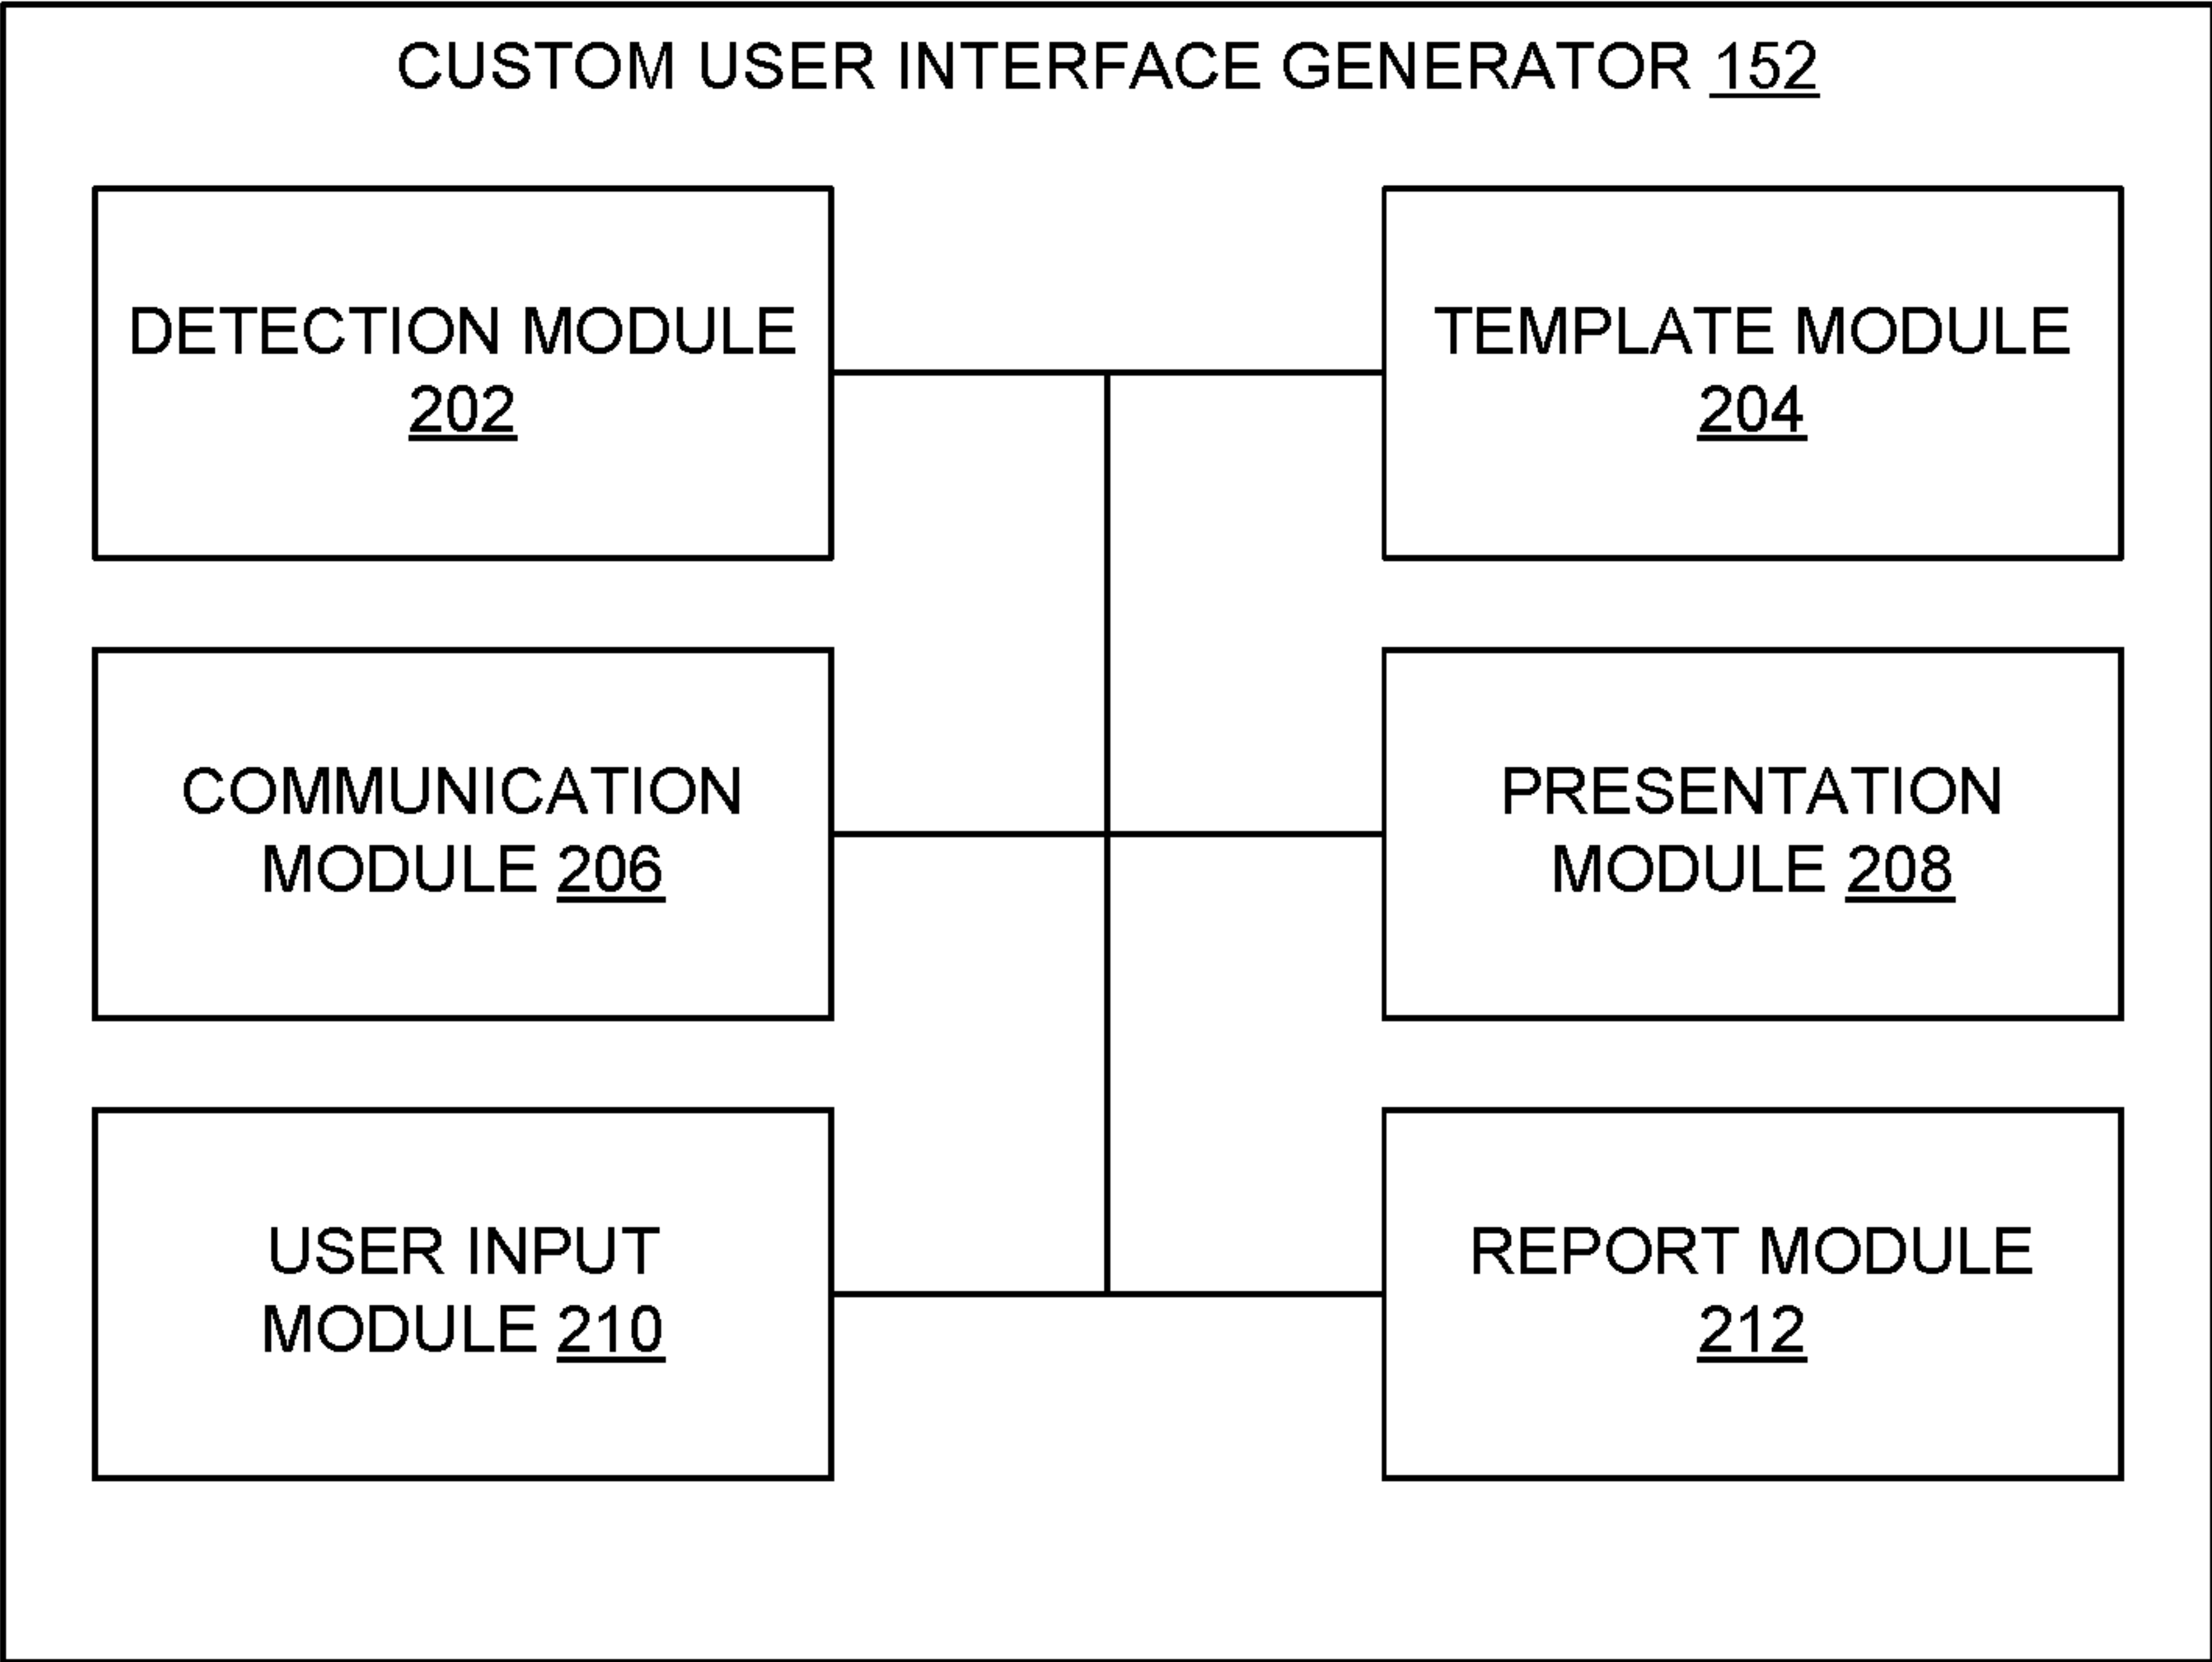 CUSTOM USER INTERFACE GENERATOR 152
DETECTION MODULE
202
TEMPLATE MODULE
204
COMMUNICATION
MODULE 206
PRESENTATION
MODULE 208
USER INPUT
MODULE 210
REPORT MODULE
212